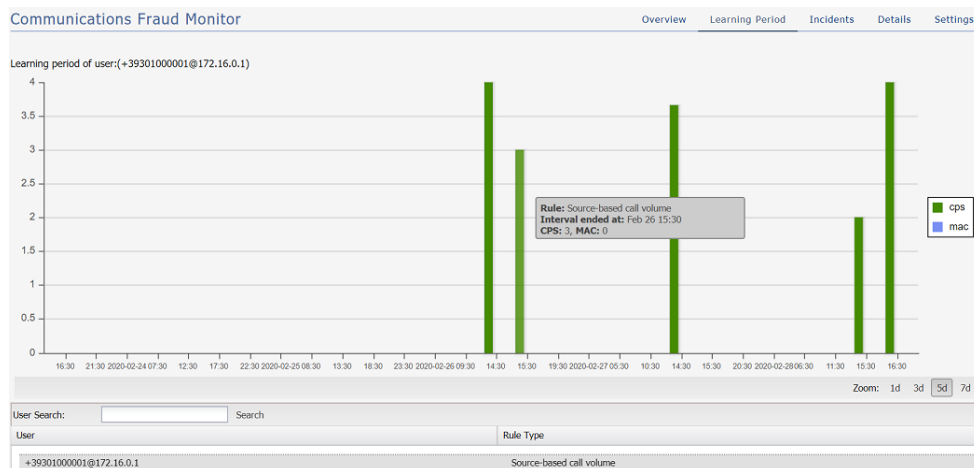 Communications Fraud Monitor
Overview Learning Period Incidents Details Settings
Learning period of user:(+39301000001@172.16.0.1)
4
3.5
3
2.5
2
1.5
1
0.5
0
Rule: Source-based call volume
Interval ended at: Feb 26 15:30
CPS: 3, MAC: 0
cps
mac
16:30 21:30 2020-02-24 07:30 12:30 17:30 22:30 2020-02-25 08:30 13:30 18:30 23:30 2020-02-26 09:30 14:30 15:30 19:30 2020-02-27 05:30 10:30 14:30 15:30 20:30 2020-02-28 06:30 11:30 15:30 16:30
Zoom: 1d 3d 5d 7d
User Search: Search
User Rule Type
+39301000001@172.16.0.1 Source-based call volume